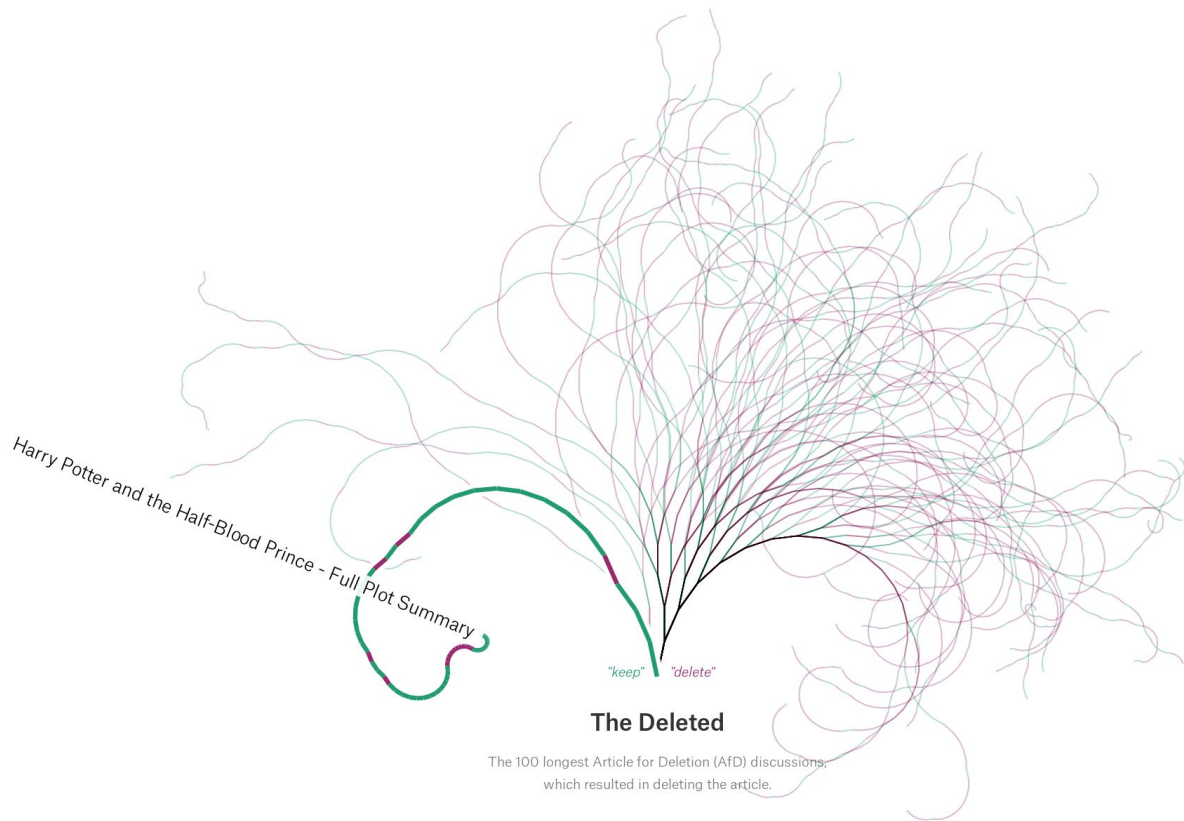 Harry Potter and the Half-Blood Prince - Full Plot Summary
"keep" "delete"
The Deleted
The 100 longest Article for Deletion (AfD) discussions,
which resulted in deleting the article.